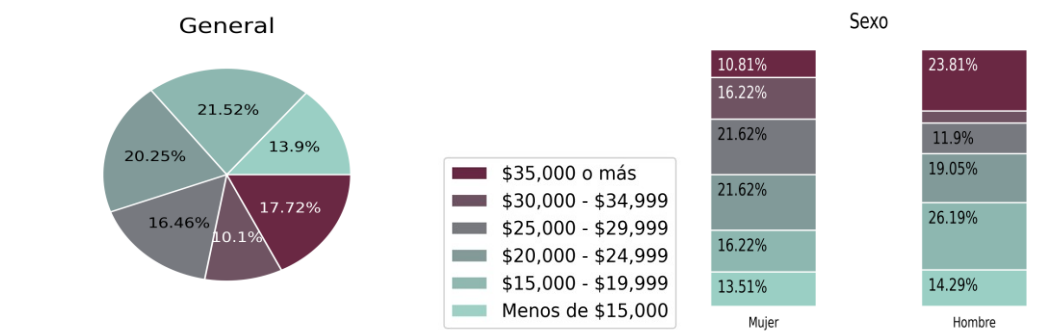 General
21.52%
13.9%
20.25%
17.72%
16.46%
10.1%
$35,000 o más
$30,000 - $34,999
$25,000 - $29,999
$20,000 - $24,999
$15,000 - $19,999
Menos de $15,000
Sexo
10.81%
16.22%
21.62%
21.62%
16.22%
13.51%
Mujer
23.81%
11.9%
19.05%
26.19%
14.29%
Hombre